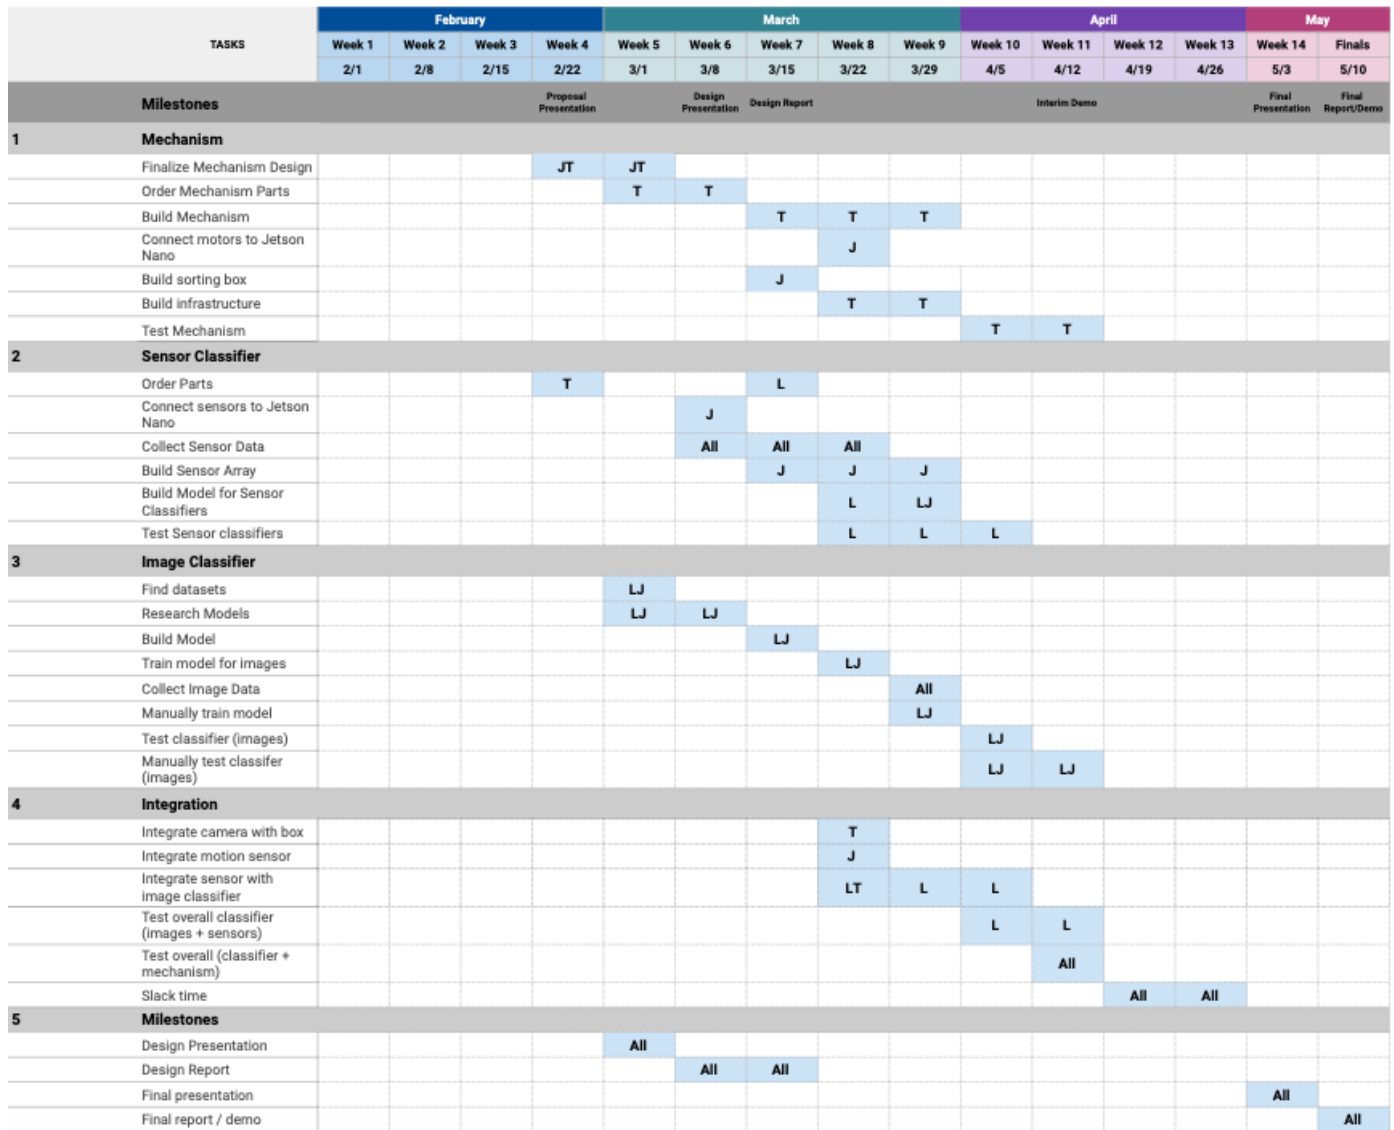 February March April May
TASKS Week 1 Week 2 Week 3 Week 4 Week 5 Week 6 Week 7 Week 8 Week 9 Week 10 Week 11 Week 12 Week 13 Week 14 Finals
2/1 2/8 2/15 2/22 3/1 3/8 3/15 3/22 3/29 4/5 4/12 4/19 4/26 5/3 5/10
Milestones Proposal Presentation Design Presentation Design Report Interim Demo Final Presentation Final Report/Demo
1 Mechanism
Finalize Mechanism Design JT JT
Order Mechanism Parts T T
Build Mechanism T T T
Connect motors to Jetson
Nano J
Build sorting box J
Build infrastructure T T
Test Mechanism T T
2 Sensor Classifier
Order Parts T L
Connect sensors to Jetson
Nano J
Collect Sensor Data All All All
Build Sensor Array J J J
Build Model for Sensor
Classifiers L LJ
Test Sensor classifiers L L L
3 Image Classifier
Find datasets LJ
Research Models LJ LJ
Build Model LJ
Train model for images LJ
Collect Image Data All
Manually train model LJ
Test classifier (images) LJ
Manually test classifer
(images) LJ LJ
4 Integration
Integrate camera with box T
Integrate motion sensor J
Integrate sensor with
image classifier LT L L
Test overall classifier
(images + sensors) L L
Test overall (classifier +
mechanism) All
Slack time All All
5 Milestones
Design Presentation All
Design Report All All
Final presentation All
Final report / demo All